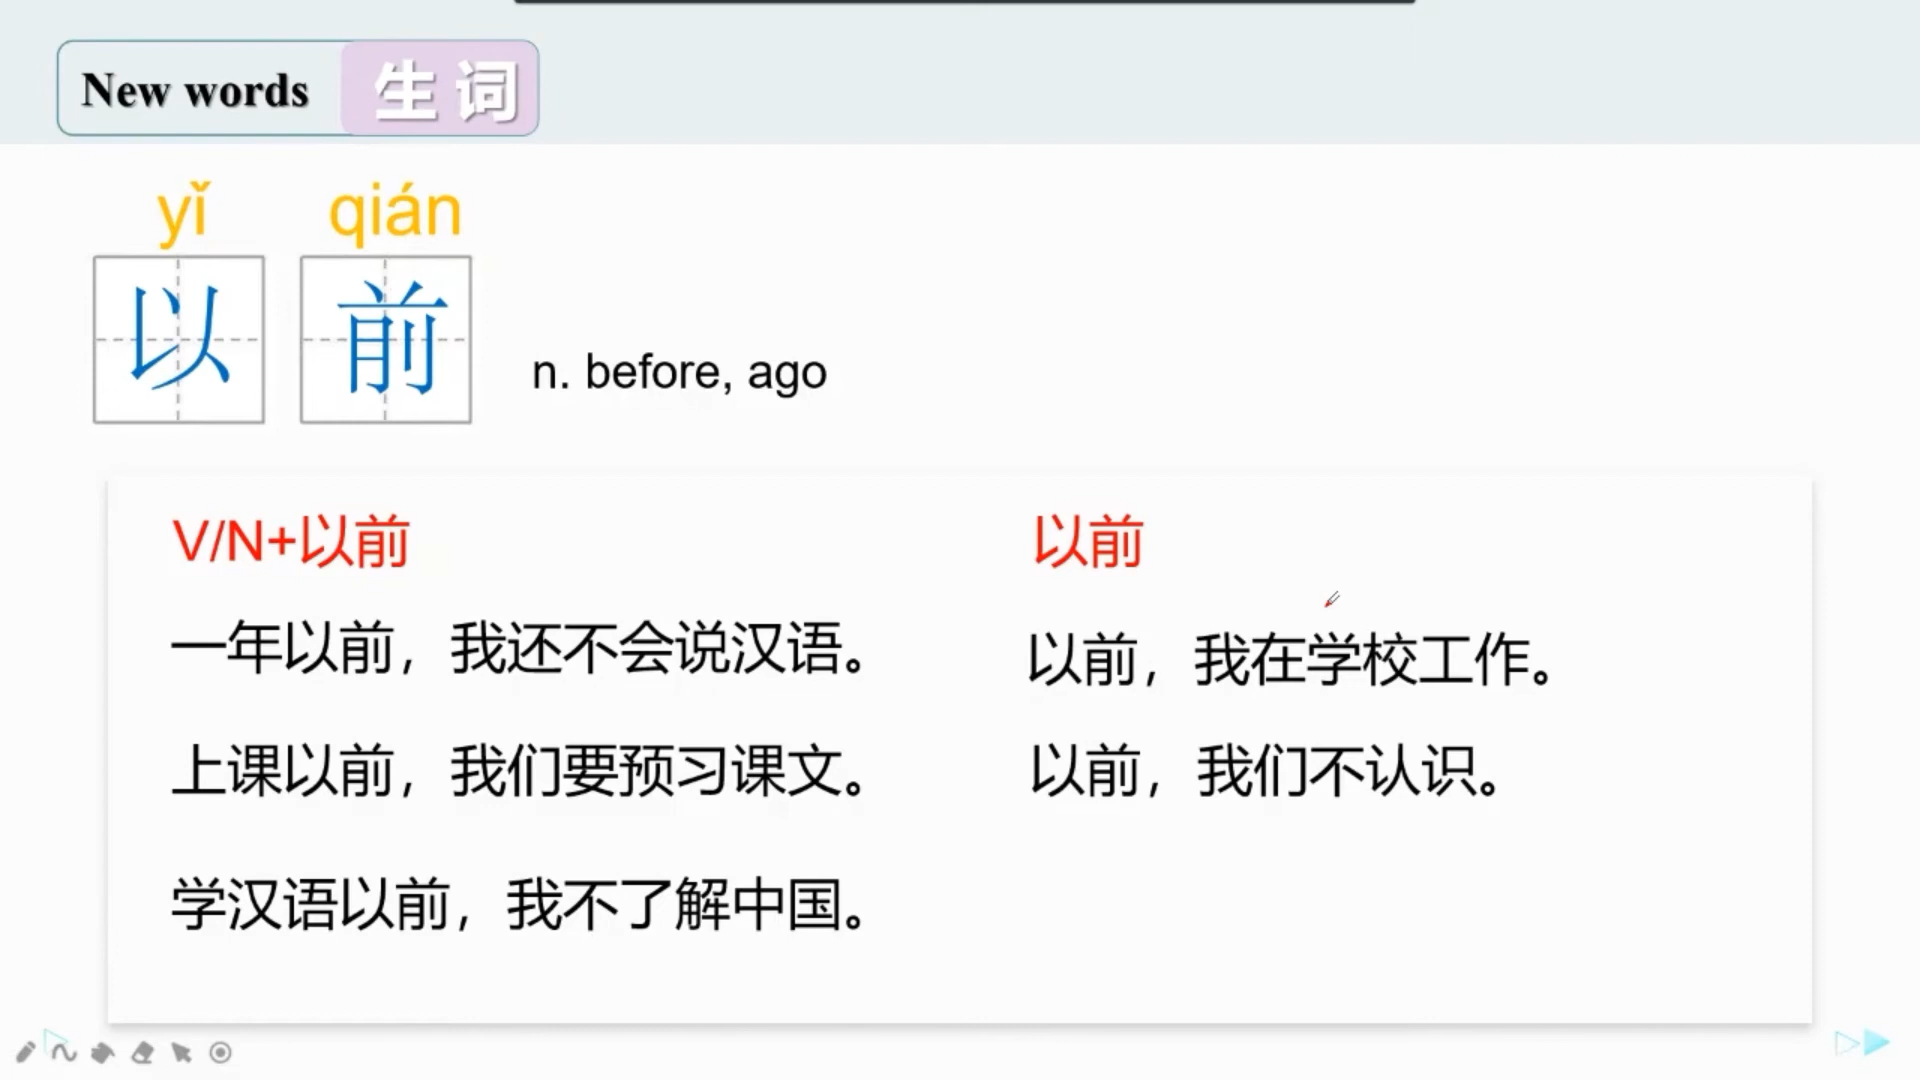 New words 生 词
yǐ qián
以 前 n. before, ago
V/N+以前
一年以前，我还不会说汉语。
上课以前，我们要预习课文。
学汉语以前，我不了解中国。
以前
以前，我在学校工作。
以前，我们不认识。